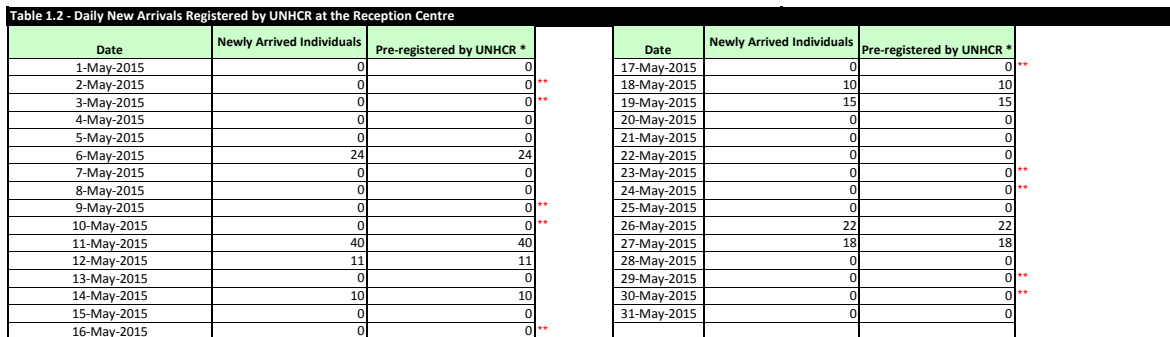 Table 1.2 - Daily New Arrivals Registered by UNHCR at the Reception Centre
Date Newly Arrived Individuals Pre-registered by UNHCR *
1-May-2015 0 0
2-May-2015 0 0 **
3-May-2015 0 0 **
4-May-2015 0 0
5-May-2015 0 0
6-May-2015 24 24
7-May-2015 0 0
8-May-2015 0 0
9-May-2015 0 0 **
10-May-2015 0 0 **
11-May-2015 40 40
12-May-2015 11 11
13-May-2015 0 0
14-May-2015 10 10
15-May-2015 0 0
16-May-2015 0 0 **
Date Newly Arrived Individuals Pre-registered by UNHCR *
17-May-2015 0 0 **
18-May-2015 10 10
19-May-2015 15 15
20-May-2015 0 0
21-May-2015 0 0
22-May-2015 0 0
23-May-2015 0 0 **
24-May-2015 0 0 **
25-May-2015 0 0
26-May-2015 22 22
27-May-2015 18 18
28-May-2015 0 0
29-May-2015 0 0 **
30-May-2015 0 0 **
31-May-2015 0 0